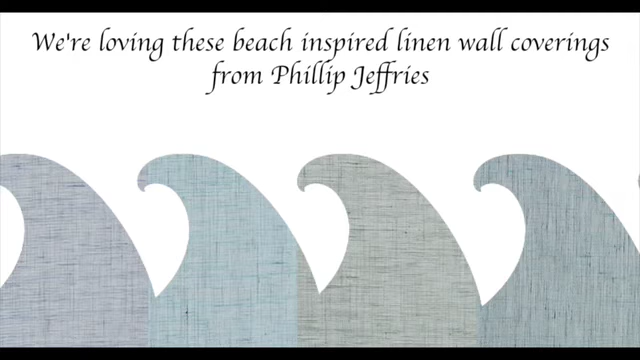 We're loving these beach inspired linen wall coverings
from Phillip Jeffries